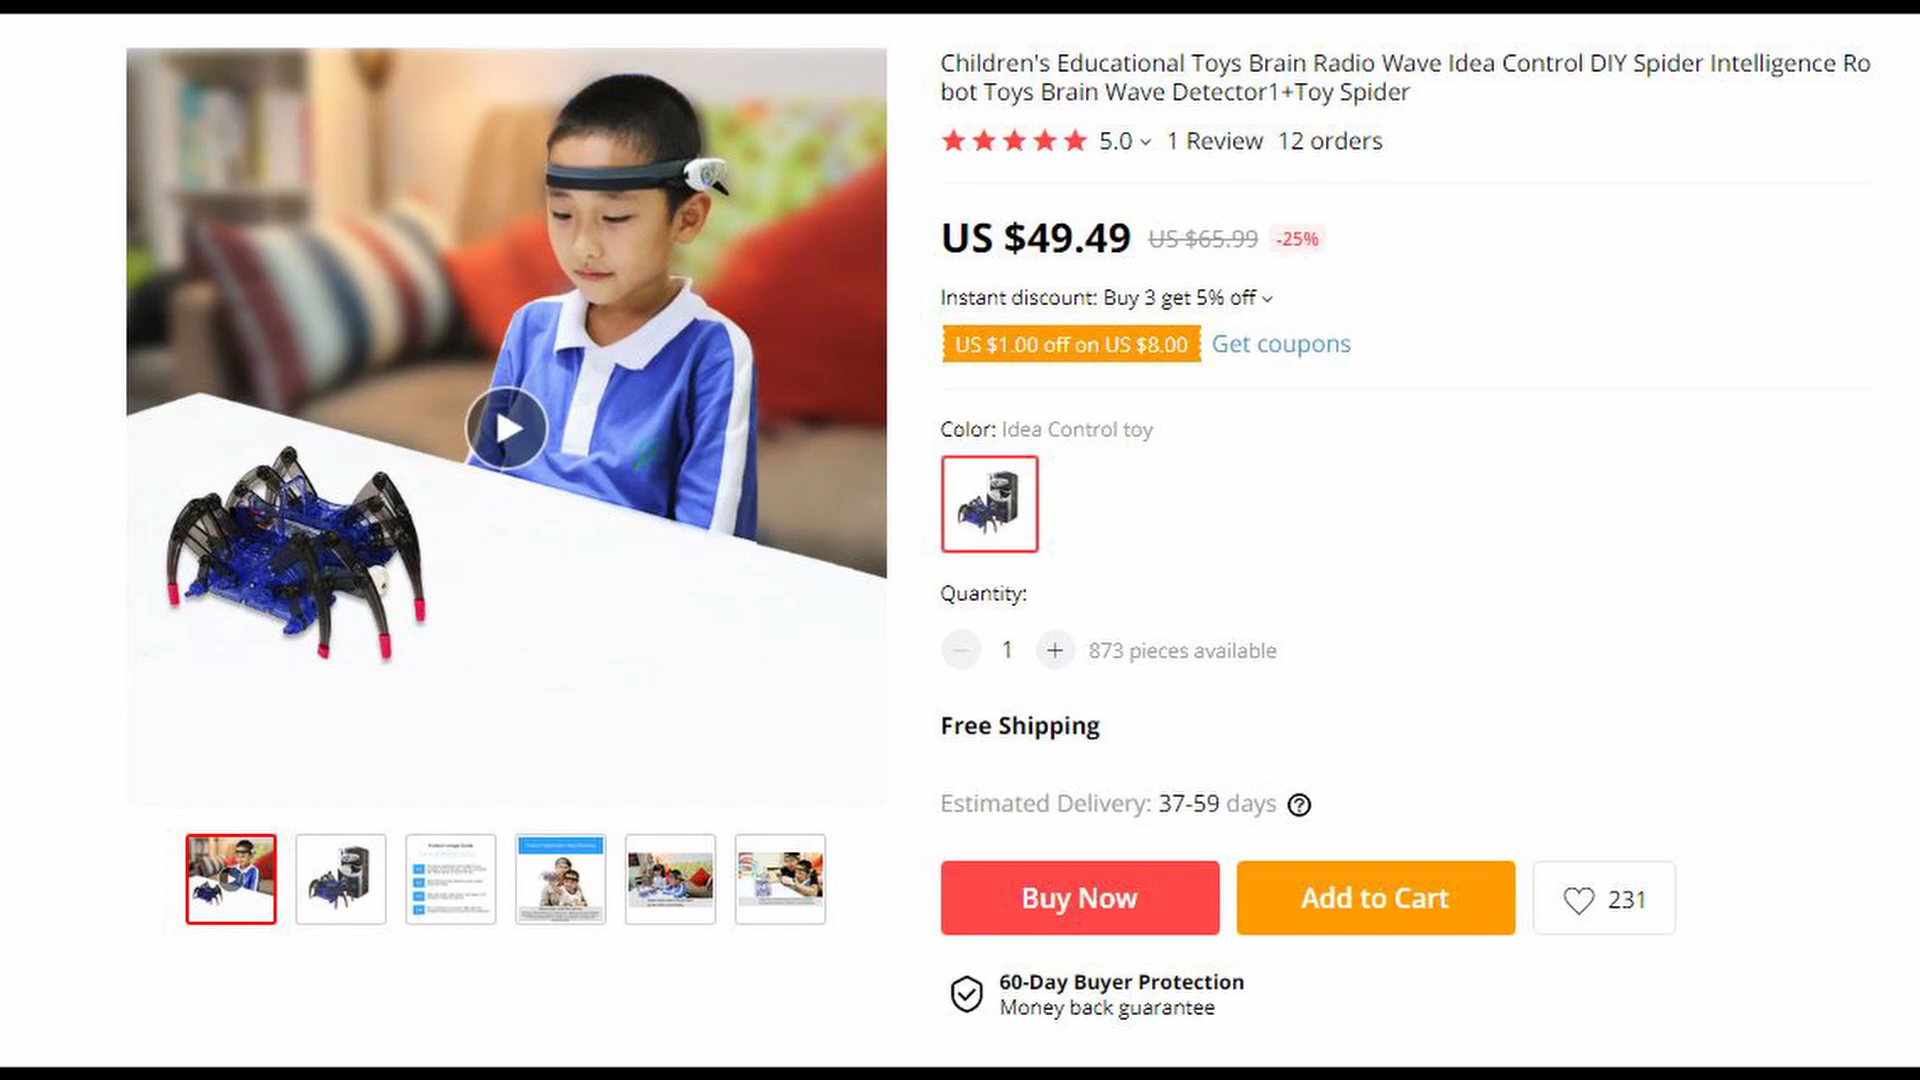 Children's Educational Toys Brain Radio Wave Idea Control DIY Spider Intelligence Ro
bot Toys Brain Wave Detector1+Toy Spider
5.0 1 Review 12 orders
US $49.49 US $65.99 -25%
Instant discount: Buy 3 get 5% off
US $1.00 off on US $8.00 Get coupons
Color: Idea Control toy
Quantity:
1 873 pieces available
Free Shipping
Estimated Delivery: 37-59 days
Buy Now Add to Cart 231
60-Day Buyer Protection
Money back guarantee